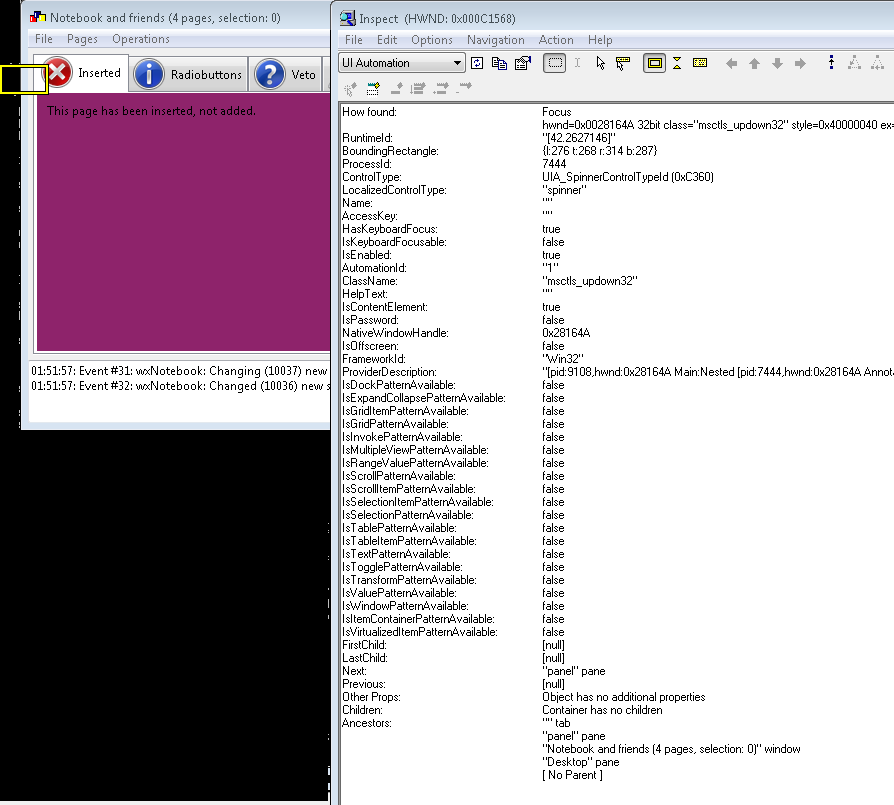 Notebook and friends (4 pages, selection: 0)
File Pages Operations
Inserted Radiobuttons Veto
This page has been inserted, not added.
01:51:57: Event #31: wxNotebook: Changing (10037) new
01:51:57: Event #32: wxNotebook: Changed (10036) new s
Inspect (HWND: 0x000C1568)
File Edit Options Navigation Action Help
UI Automation
How found: Focus
hwnd=0x0028164A 32bit class="msctls_updown32" style=0x40000040 ex=
RuntimeId: "[42.2627146]"
BoundingRectangle: {l:276 t:268 r:314 b:287}
ProcessId: 7444
ControlType: UIA_SpinnerControlTypeId (0xC360)
LocalizedControlType: "spinner"
Name: ""
AccessKey: ""
HasKeyboardFocus: true
IsKeyboardFocusable: false
IsEnabled: true
AutomationId: "1"
ClassName: "msctls_updown32"
HelpText: ""
IsContentElement: true
IsPassword: false
NativeWindowHandle: 0x28164A
IsOffscreen: false
FrameworkId: "Win32"
ProviderDescription: "[pid:9108,hwnd:0x28164A Main:Nested [pid:7444,hwnd:0x28164A Annota
IsDockPatternAvailable: false
IsExpandCollapsePatternAvailable: false
IsGridItemPatternAvailable: false
IsGridPatternAvailable: false
IsInvokePatternAvailable: false
IsMultipleViewPatternAvailable: false
IsRangeValuePatternAvailable: false
IsScrollPatternAvailable: false
IsScrollItemPatternAvailable: false
IsSelectionItemPatternAvailable: false
IsSelectionPatternAvailable: false
IsTablePatternAvailable: false
IsTableItemPatternAvailable: false
IsTextPatternAvailable: false
IsTogglePatternAvailable: false
IsTransformPatternAvailable: false
IsValuePatternAvailable: false
IsWindowPatternAvailable: false
IsItemContainerPatternAvailable: false
IsVirtualizedItemPatternAvailable: false
FirstChild: [null]
LastChild: [null]
Next: "panel" pane
Previous: [null]
Other Props: Object has no additional properties
Children: Container has no children
Ancestors: "" tab
"panel" pane
"Notebook and friends (4 pages, selection: 0)" window
"Desktop" pane
[ No Parent ]